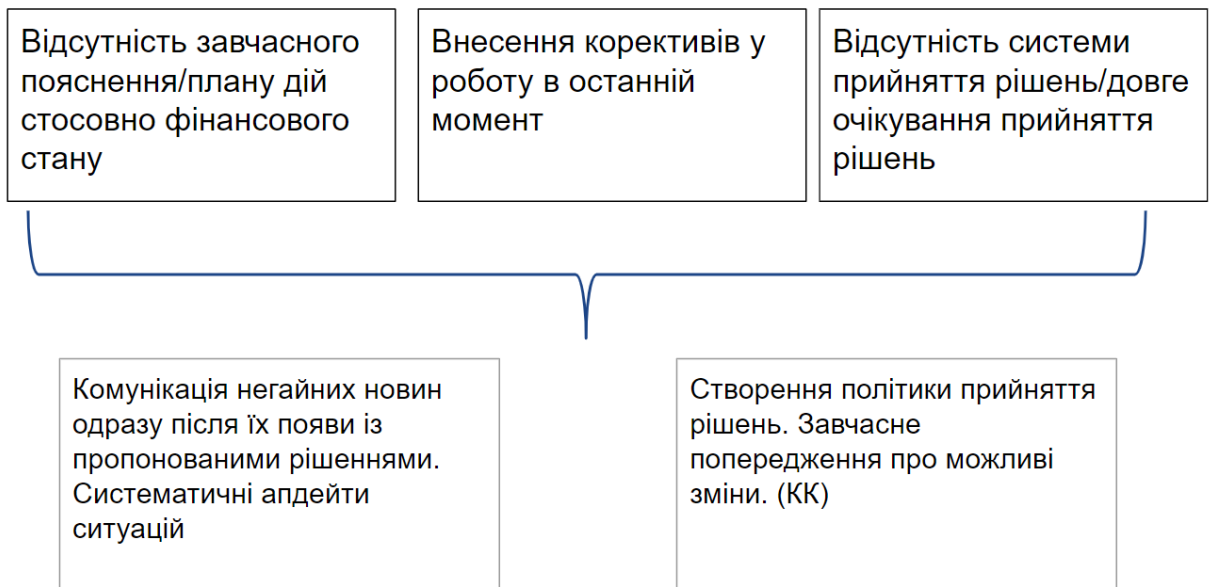 Відсутність завчасного
пояснення/плану дій
стосовно фінансового
стану
Внесення корективів у
роботу в останній
момент
Відсутність системи
прийняття рішень/довге
очікування прийняття
рішень
Комунікація негайних новин
одразу після їх появи із
пропонованими рішеннями.
Систематичні апдейти
ситуацій
Створення політики прийняття
рішень. Завчасне
попередження про можливі
зміни. (КК)